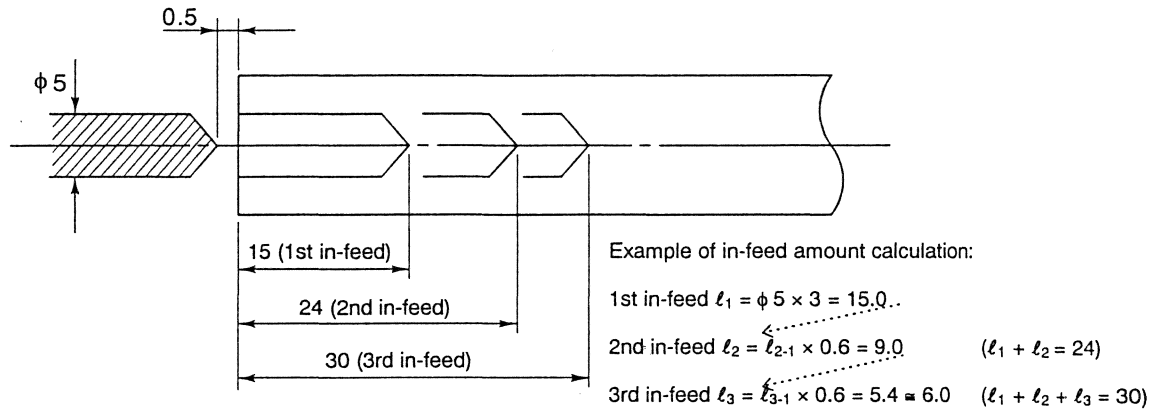 0.5
ϕ 5
15 (1st in-feed)
24 (2nd in-feed)
30 (3rd in-feed)
Example of in-feed amount calculation:
1st in-feed ℓ₁ = ϕ 5 × 3 = 15.0
2nd in-feed ℓ₂ = ℓ₂₋₁ × 0.6 = 9.0 (ℓ₁ + ℓ₂ = 24)
3rd in-feed ℓ₃ = ℓ₃₋₁ × 0.6 = 5.4 ≃ 6.0 (ℓ₁ + ℓ₂ + ℓ₃ = 30)